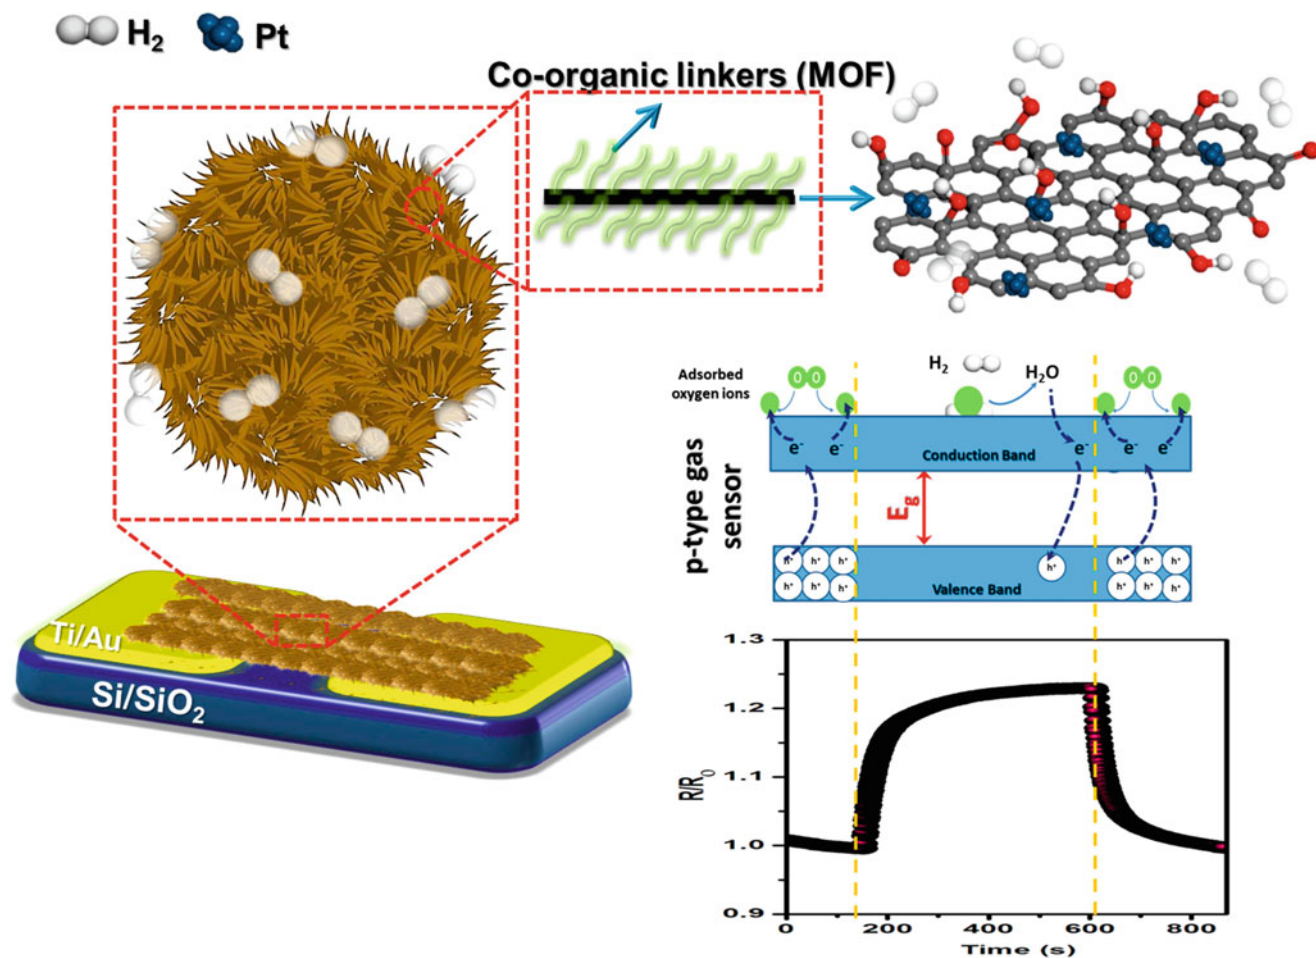 H₂ Pt
Co-organic linkers (MOF)
Ti/Au
Si/SiO₂
Adsorbed
oxygen ions
O O
H₂
H₂O
O O
e⁻ e⁻
Conduction Band
e⁻ e⁻ e⁻
p-type gas
sensor
E_g
h⁺ h⁺ h⁺
h⁺ h⁺ h⁺
h⁺
Valence Band
h⁺ h⁺ h⁺
h⁺ h⁺ h⁺
1.3
1.2
1.1
1.0
0.9
R/R₀
0 200 400 600 800
Time (s)